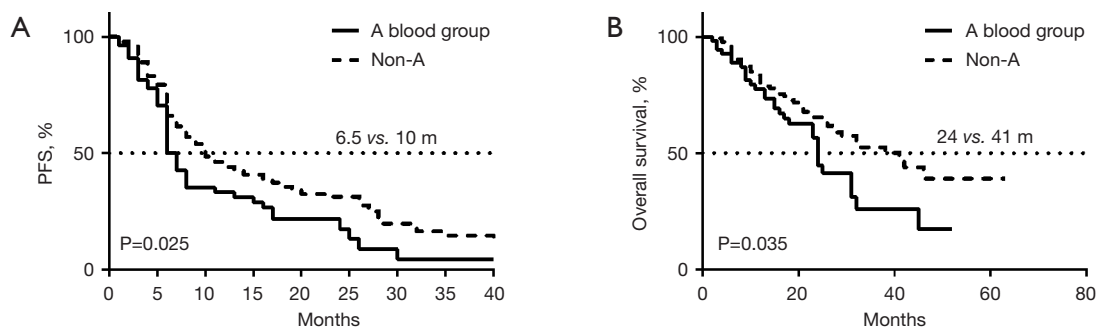 A
PFS, %
100
50
0
A blood group
Non-A
6.5 vs. 10 m
P=0.025
0 5 10 15 20 25 30 35 40
Months
B
Overall survival, %
100
50
0
A blood group
Non-A
24 vs. 41 m
P=0.035
0 20 40 60 80
Months